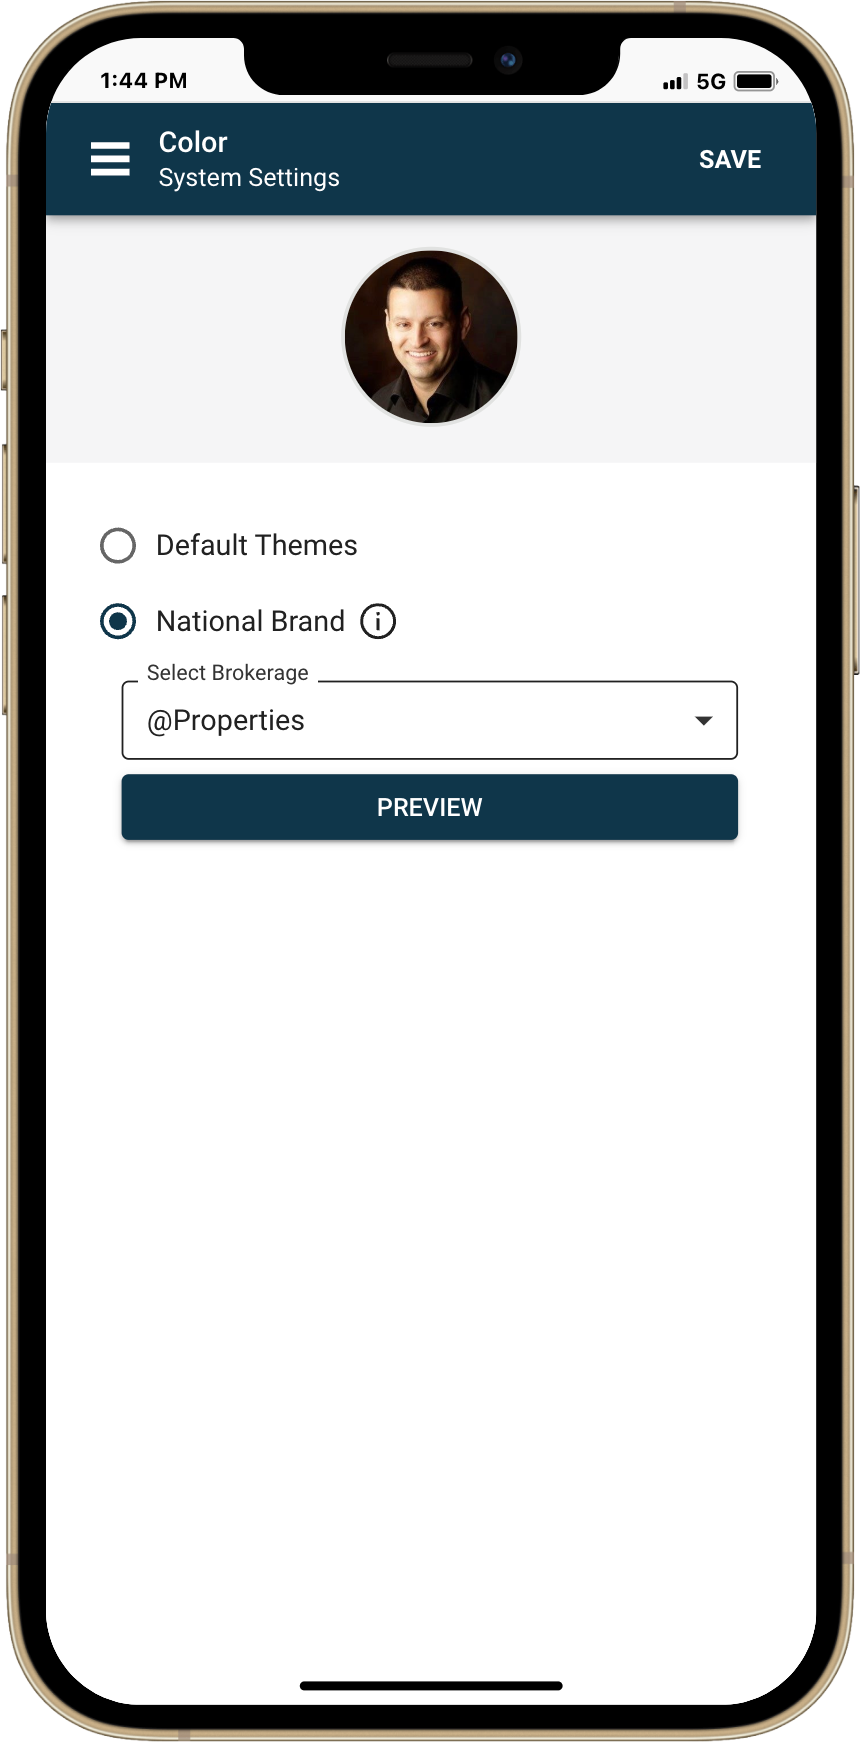 1:44 PM
5G
Color
System Settings
SAVE
Default Themes
National Brand
Select Brokerage
@Properties
PREVIEW